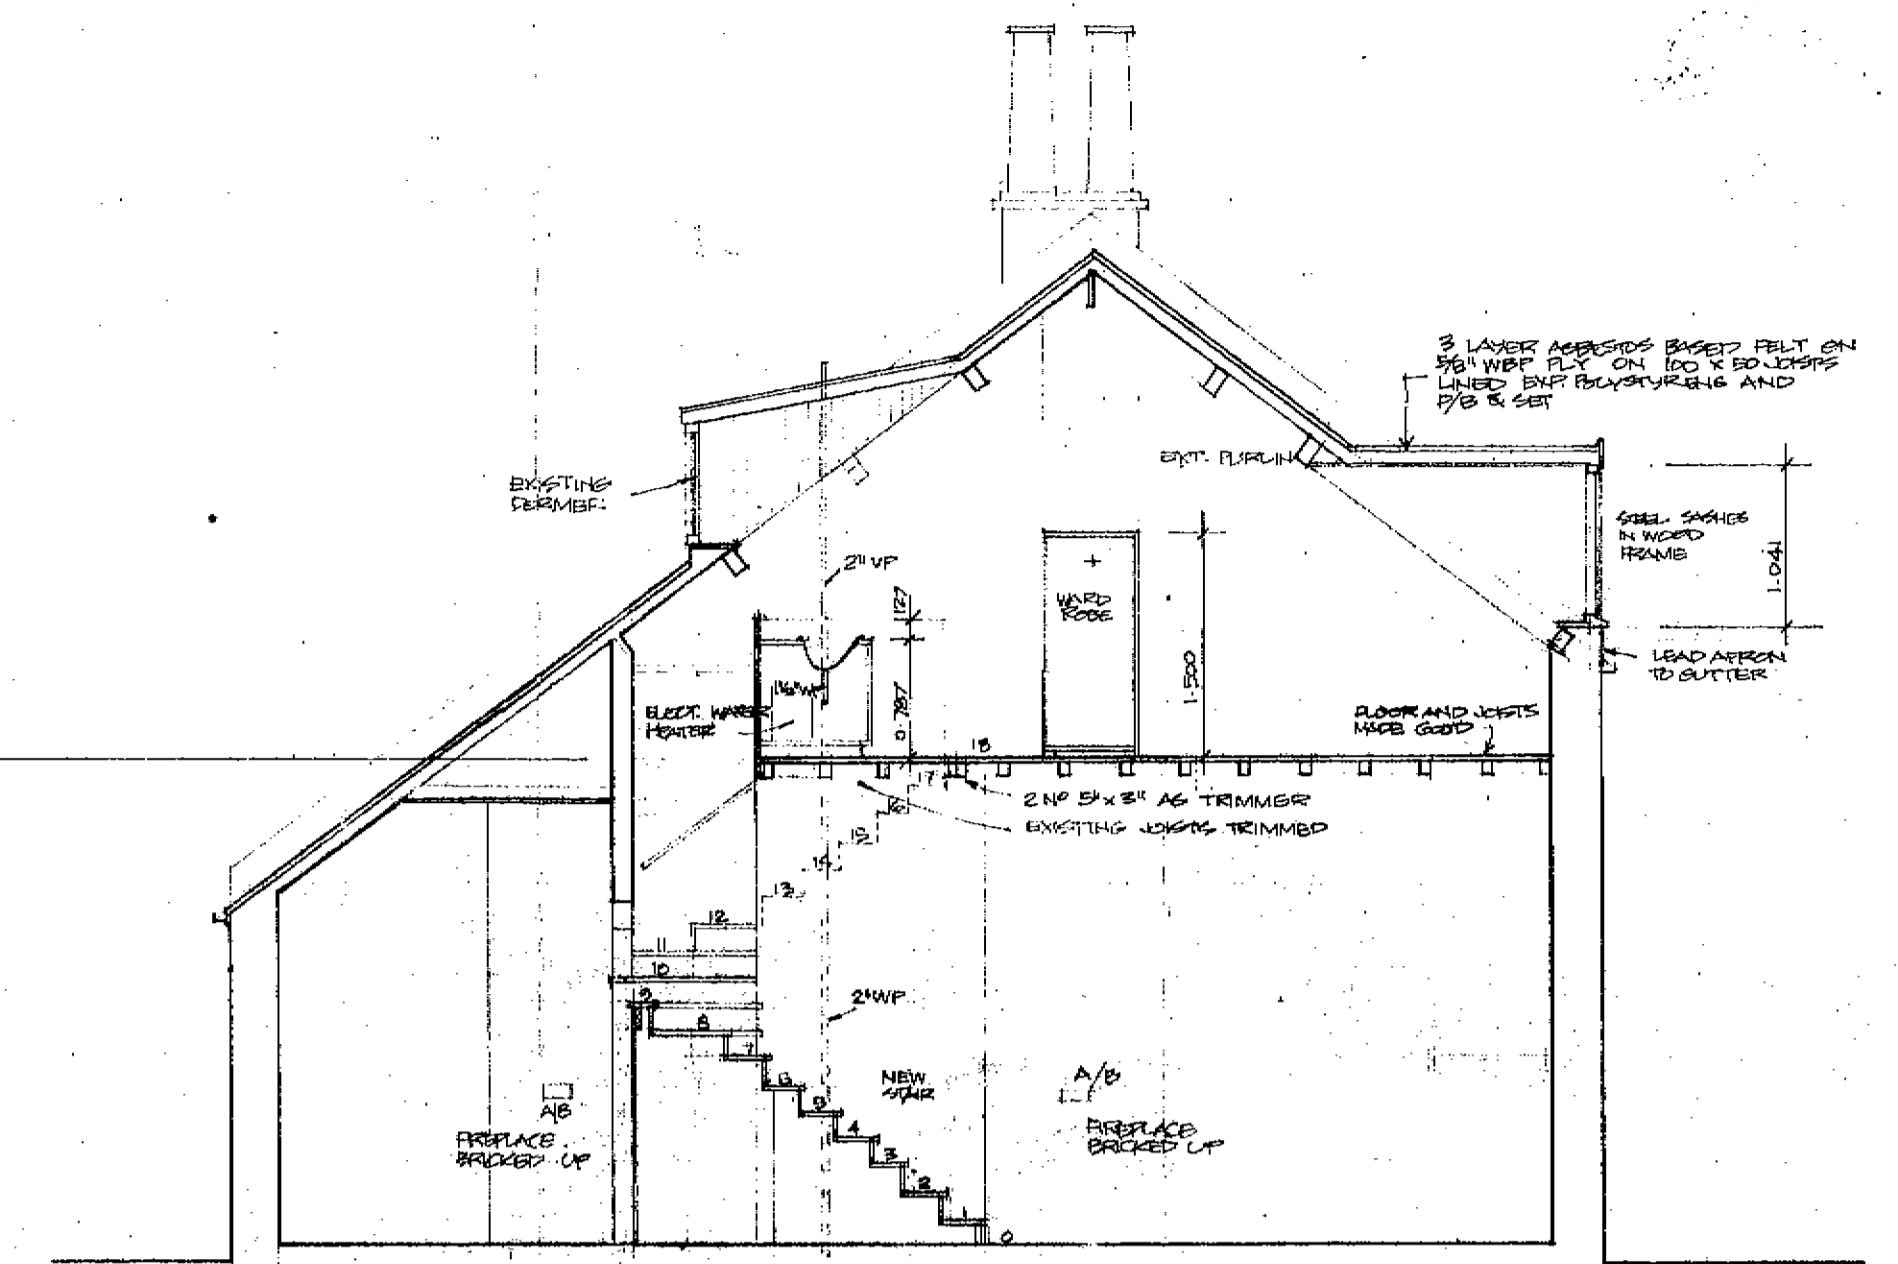 3 LAYER ASBESTOS BASED FELT ON
5/8" WBP PLY ON 100 X 50 JOISTS
LINED EXP. POLYSTYRENE AND
P/B & SET
EXT. PURLIN
EXISTING
DORMER.
STEEL SASHES
IN WOOD
FRAME
1·041
2" VP
127
WARD
ROBE
LEAD APRON
TO GUTTER
1·500
ELECT. WATER
HEATER
0·787
FLOOR AND JOISTS
MADE GOOD
18
17
2 Nº 5"x3" AS TRIMMER
16
EXISTING JOISTS TRIMMED
15
14
13
12
11
10
9
2" WP
8
7
6
NEW
STAIR
A/B
5
A/B
4
FIREPLACE
BRICKED UP
FIREPLACE
BRICKED UP
3
2
1
0